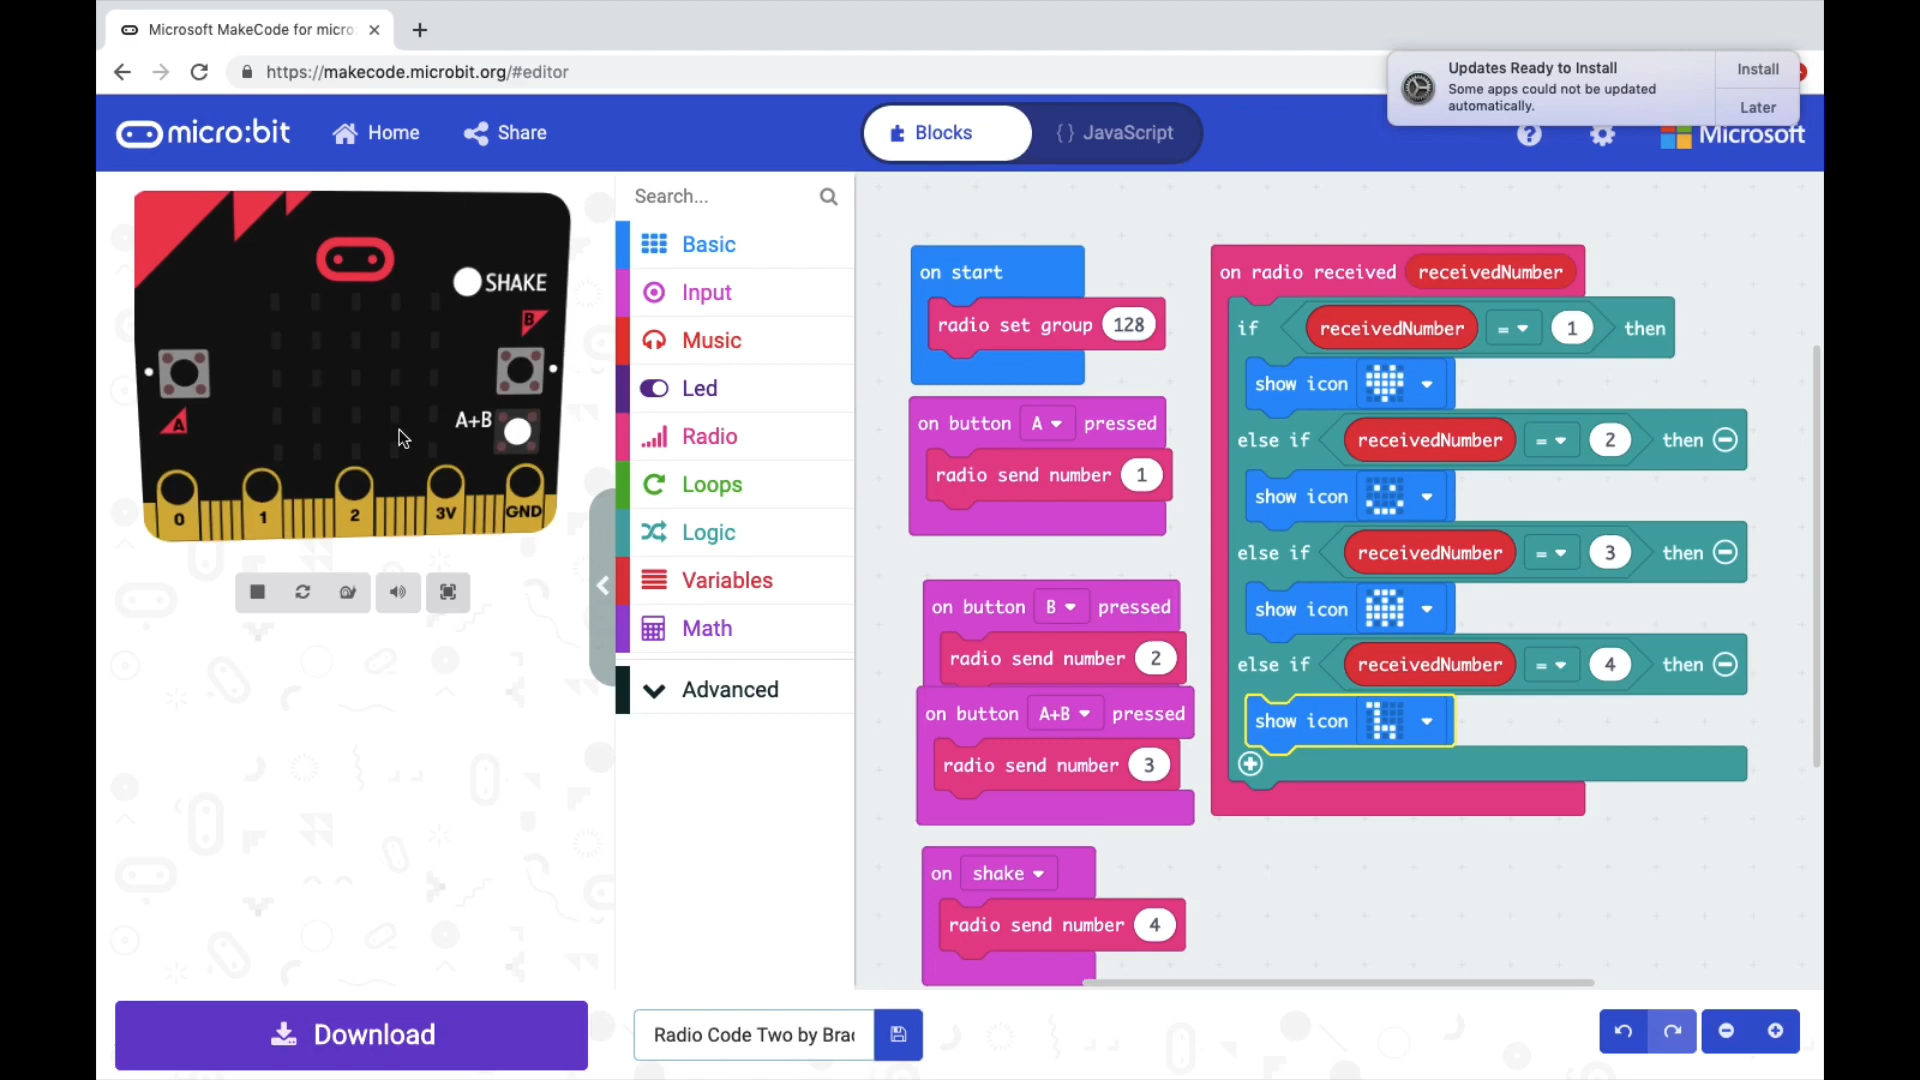 Microsoft MakeCode for micro:
https://makecode.microbit.org/#editor
Updates Ready to Install
Some apps could not be updated
automatically.
Install
Later
micro:bit
Home
Share
Blocks
{ } JavaScript
?
Microsoft
SHAKE
B
A
A+B
0
1
2
3V
GND
Search...
Basic
Input
Music
Led
Radio
Loops
Logic
Variables
Math
Advanced
on start
radio set group 128
on button A pressed
radio send number 1
on button B pressed
radio send number 2
on button A+B pressed
radio send number 3
on shake
radio send number 4
on radio received receivedNumber
if receivedNumber = 1 then
show icon
else if receivedNumber = 2 then
show icon
else if receivedNumber = 3 then
show icon
else if receivedNumber = 4 then
show icon
Download
Radio Code Two by Brad